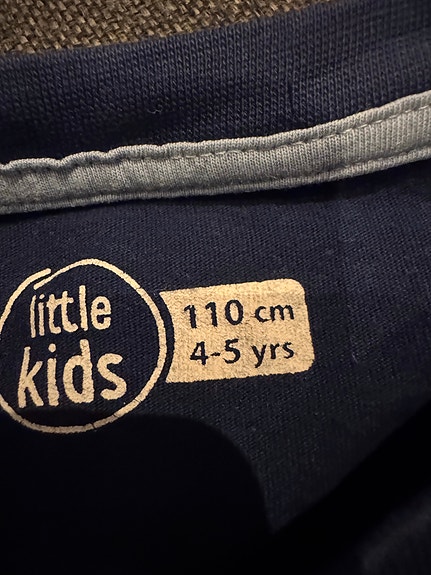 little
kids
110 cm
4-5 yrs